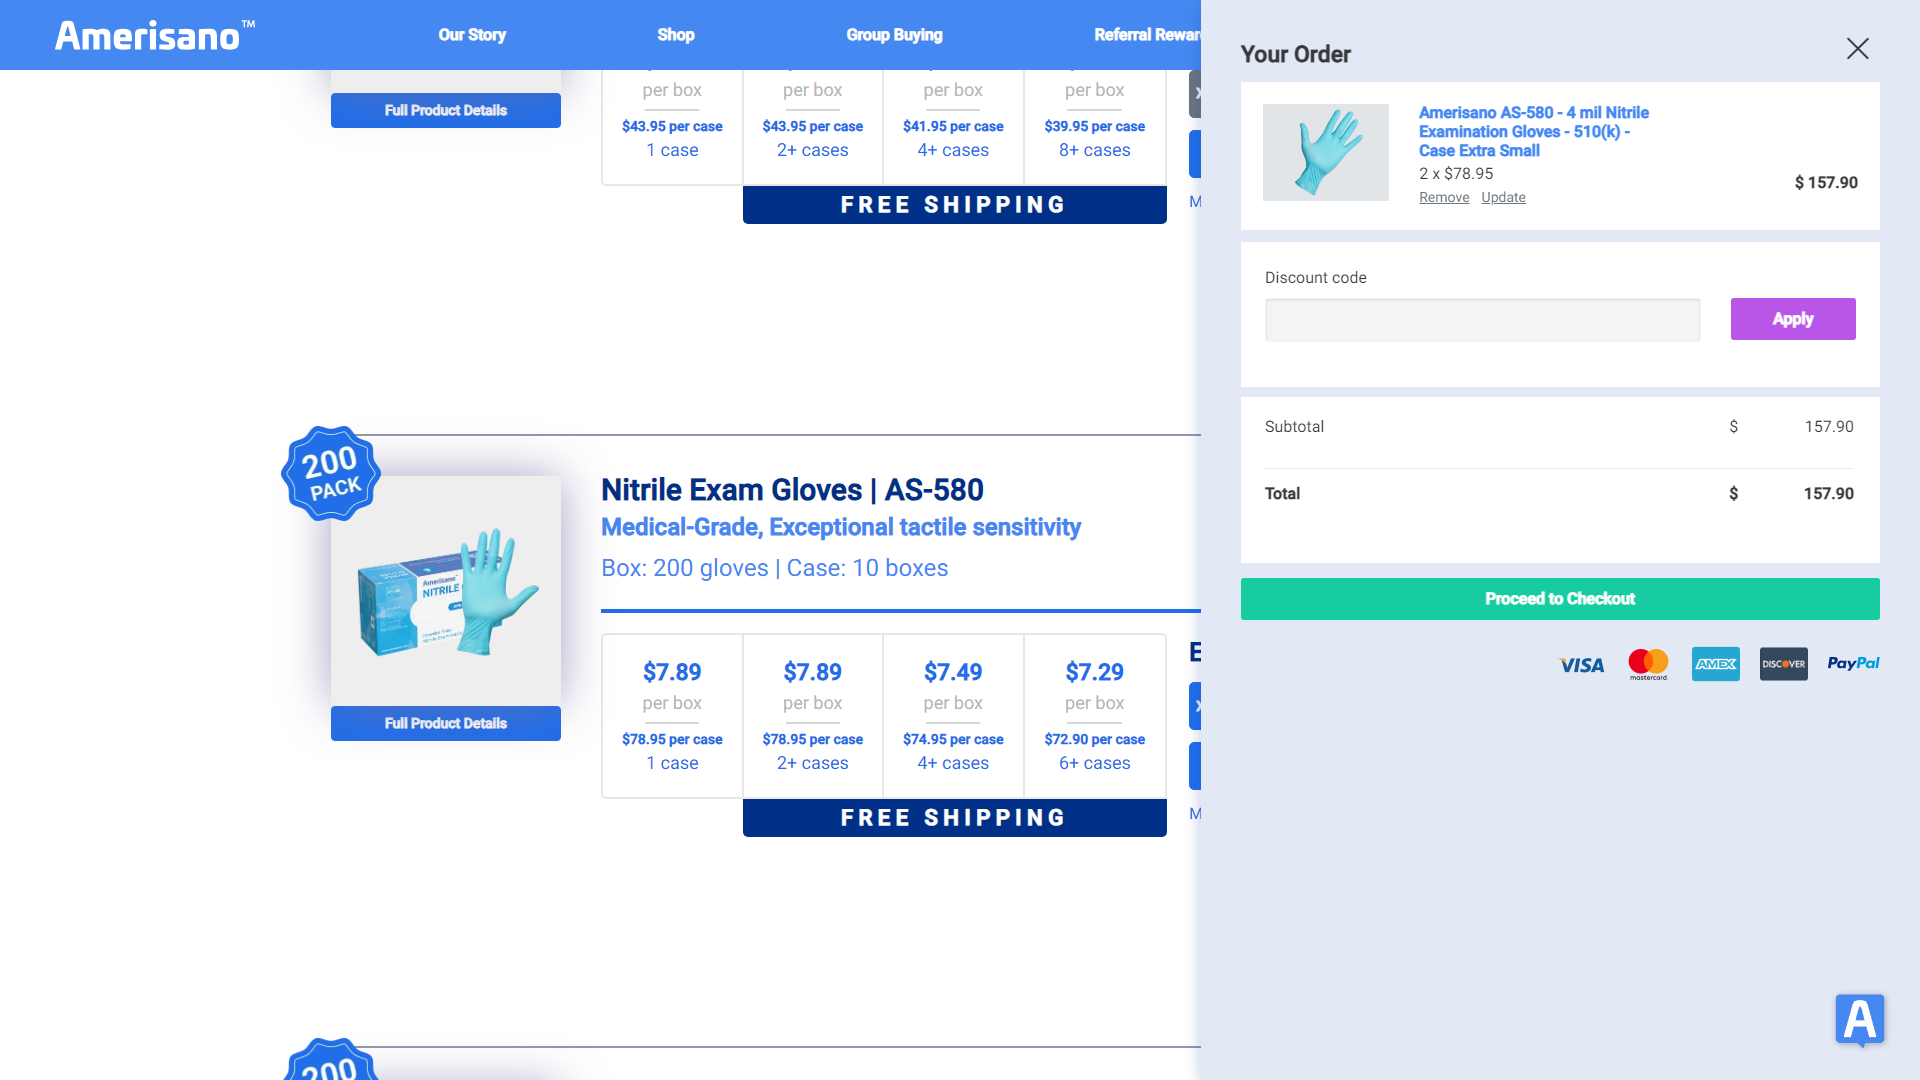 Amerisano™
Our Story
Shop
Group Buying
Referral Rewar
Full Product Details
per box
$43.95 per case
1 case
per box
$43.95 per case
2+ cases
per box
$41.95 per case
4+ cases
per box
$39.95 per case
8+ cases
FREE SHIPPING
x
M
200
PACK
Nitrile Exam Gloves | AS-580
Medical-Grade, Exceptional tactile sensitivity
Box: 200 gloves | Case: 10 boxes
Amerisano
NITRILE
Full Product Details
$7.89
per box
$78.95 per case
1 case
$7.89
per box
$78.95 per case
2+ cases
$7.49
per box
$74.95 per case
4+ cases
$7.29
per box
$72.90 per case
6+ cases
FREE SHIPPING
E
x
M
200
Your Order
Amerisano AS-580 - 4 mil Nitrile
Examination Gloves - 510(k) -
Case Extra Small
2 x $78.95
Remove Update
$ 157.90
Discount code
Apply
Subtotal $ 157.90
Total $ 157.90
Proceed to Checkout
VISA
mastercard
AMEX
DISCOVER
PayPal
A